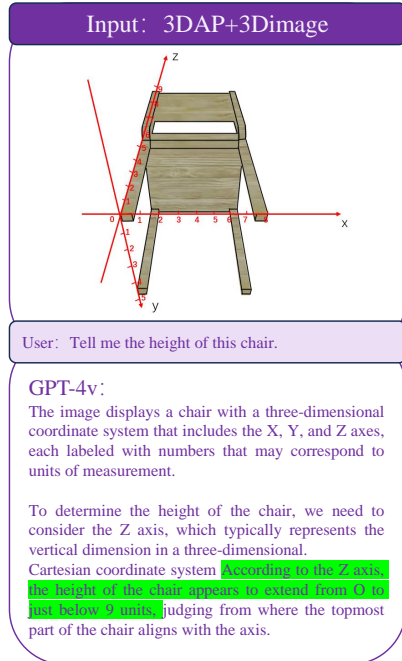 Input: 3DAP+3Dimage
Z
9
8
6
5
4
3
2
1
0 1 2 3 4 5 6 7 8
X
-1
-2
-3
-4
-5
y
User: Tell me the height of this chair.
GPT-4v:
The image displays a chair with a three-dimensional
coordinate system that includes the X, Y, and Z axes,
each labeled with numbers that may correspond to
units of measurement.
To determine the height of the chair, we need to
consider the Z axis, which typically represents the
vertical dimension in a three-dimensional.
Cartesian coordinate system According to the Z axis,
the height of the chair appears to extend from O to
just below 9 units, judging from where the topmost
part of the chair aligns with the axis.